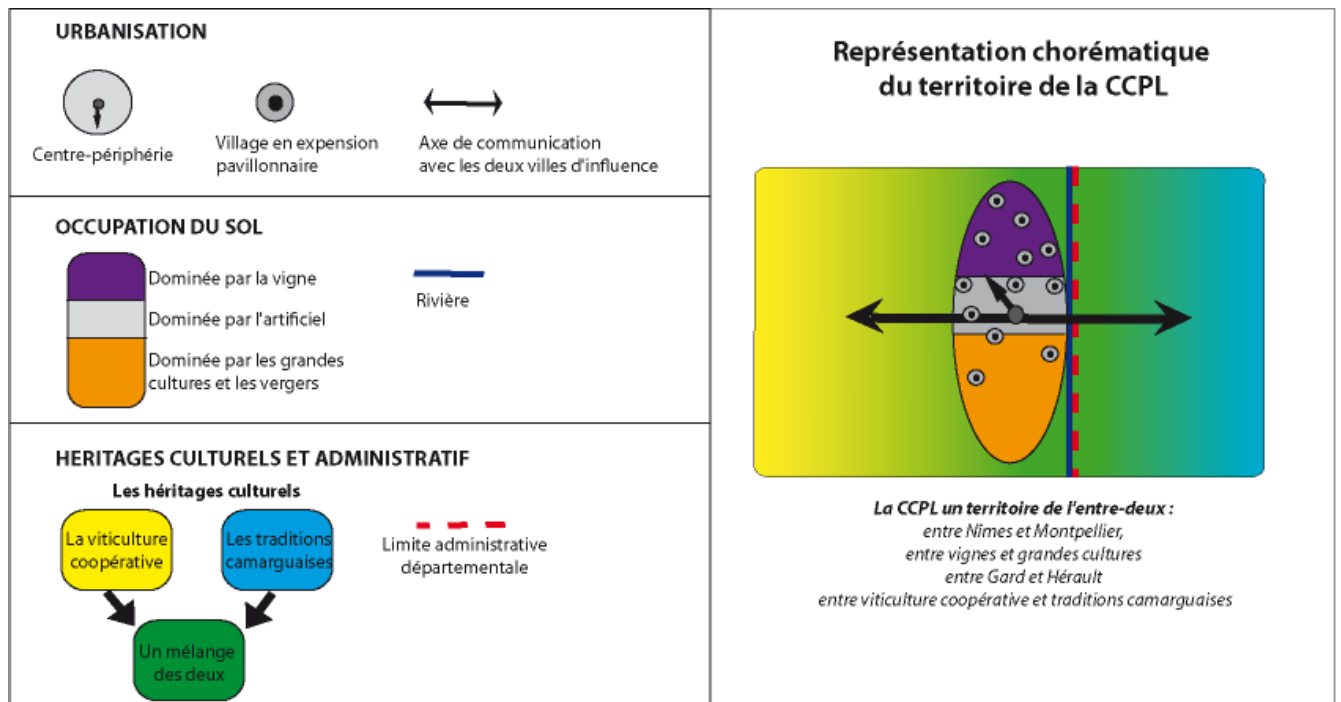 URBANISATION
Centre-périphérie
Village en expension
pavillonnaire
Axe de communication
avec les deux villes d'influence
OCCUPATION DU SOL
Dominée par la vigne
Dominée par l'artificiel
Dominée par les grandes
cultures et les vergers
Rivière
HERITAGES CULTURELS ET ADMINISTRATIF
Les héritages culturels
La viticulture
coopérative
Les traditions
camarguaises
Un mélange
des deux
Limite administrative
départementale
Représentation chorématique
du territoire de la CCPL
La CCPL un territoire de l'entre-deux :
entre Nîmes et Montpellier,
entre vignes et grandes cultures
entre Gard et Hérault
entre viticulture coopérative et traditions camarguaises